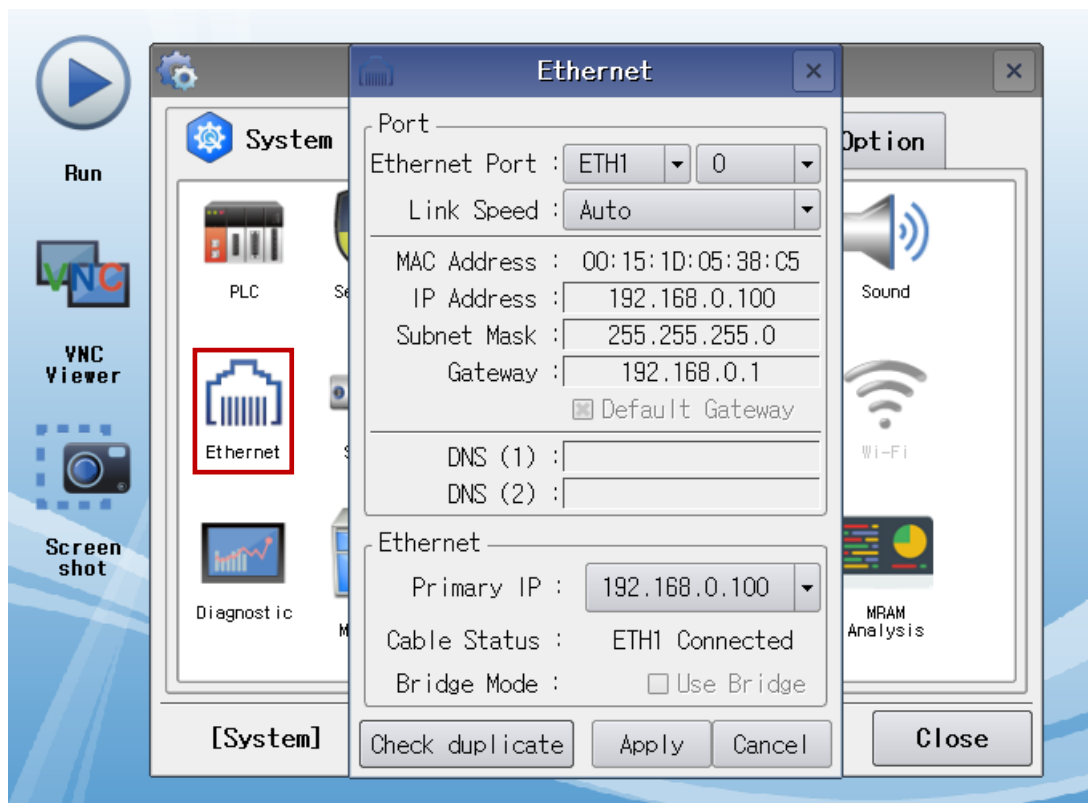 Run
VNC
VNC
Viewer
Screen
shot
System
Option
PLC
Se
Sound
Ethernet
S
Wi-Fi
Diagnostic
M
MRAM
Analysis
[System]
Close
Ethernet
Port
Ethernet Port : ETH1 0
Link Speed : Auto
MAC Address : 00:15:1D:05:38:C5
IP Address : 192.168.0.100
Subnet Mask : 255.255.255.0
Gateway : 192.168.0.1
Default Gateway
DNS (1) :
DNS (2) :
Ethernet
Primary IP : 192.168.0.100
Cable Status : ETH1 Connected
Bridge Mode : Use Bridge
Check duplicate Apply Cancel